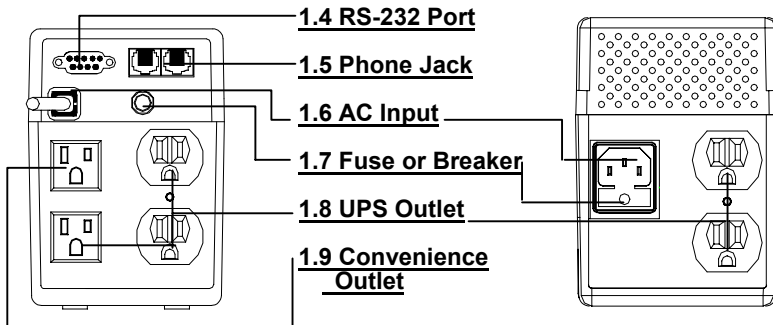 1.4 RS-232 Port
1.5 Phone Jack
1.6 AC Input
1.7 Fuse or Breaker
1.8 UPS Outlet
1.9 Convenience
Outlet